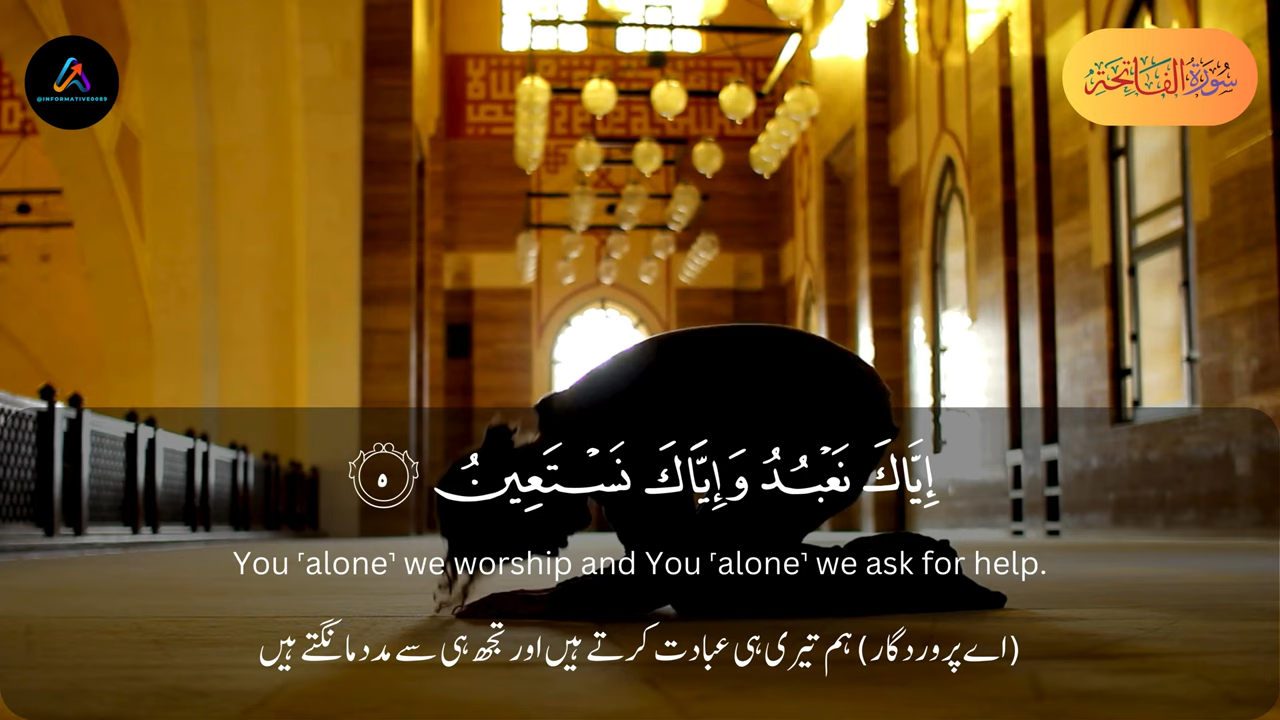 @INFORMATIVE0089
سُورَةُ الفَاتِحَة
إِيَّاكَ نَعْبُدُ وَإِيَّاكَ نَسْتَعِينُ ٥
You ˹alone˺ we worship and You ˹alone˺ we ask for help.
(اے پروردگار) ہم تیری ہی عبادت کرتے ہیں اور تجھ ہی سے مدد مانگتے ہیں